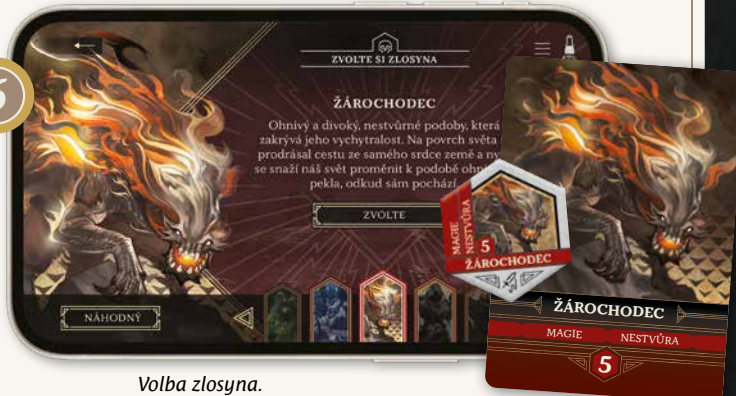 6
ZVOLTE SI ZLOSYNA
ŽÁROCHODEC
Ohnivý a divoký, nestvůrné podoby, která
zakrývá jeho vychytralost. Na povrch světa
prodrásal cestu ze samého srdce země a
se snaží náš svět proměnit k podobě
pekla, odkud sám pochází.
ZVOLTE
NÁHODNÝ
MAGIE
NESTVŮRA
5
ŽÁROCHODEC
ŽÁROCHODEC
MAGIE NESTVŮRA
5
Volba zlosyna.